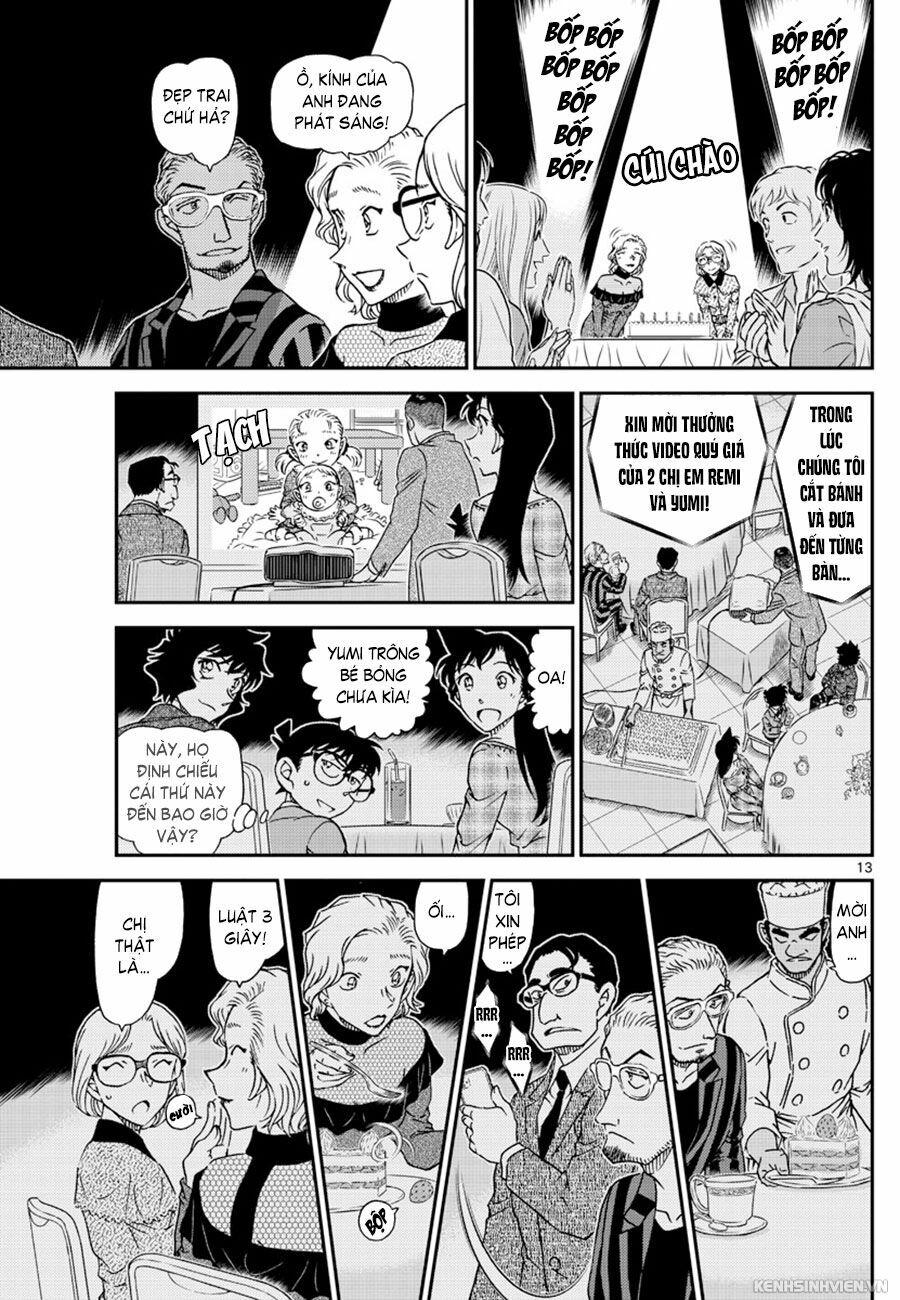 BỐP BỐP
BỐP BỐP
BỐP!
BỐP BỐP
BỐP BỐP
BỐP
BỐP
BỐP!
CÚI CHÀO
Ồ, KÍNH CỦA
ANH ĐANG
PHÁT SÁNG!
ĐẸP TRAI
CHỨ HẢ?
TRONG
LÚC
CHÚNG TÔI
CẮT BÁNH
VÀ ĐƯA
ĐẾN TỪNG
BÀN...
XIN MỜI THƯỞNG
THỨC VIDEO QUÝ GIÁ
CỦA 2 CHỊ EM REMI
VÀ YUMI!
TẠCH
OA!
YUMI TRÔNG
BÉ BỎNG
CHƯA KÌA!
NÀY, HỌ
ĐỊNH CHIẾU
CÁI THỨ NÀY
ĐẾN BAO GIỜ
VẬY?
13
MỜI
ANH
...
TÔI
XIN
PHÉP
...
RRR
...
RRR
...
ỐI...
BỘP
LUẬT 3
GIÂY!
CƯỜI
CHỊ
THẬT
LÀ...
KENHSINHVIEN.VN